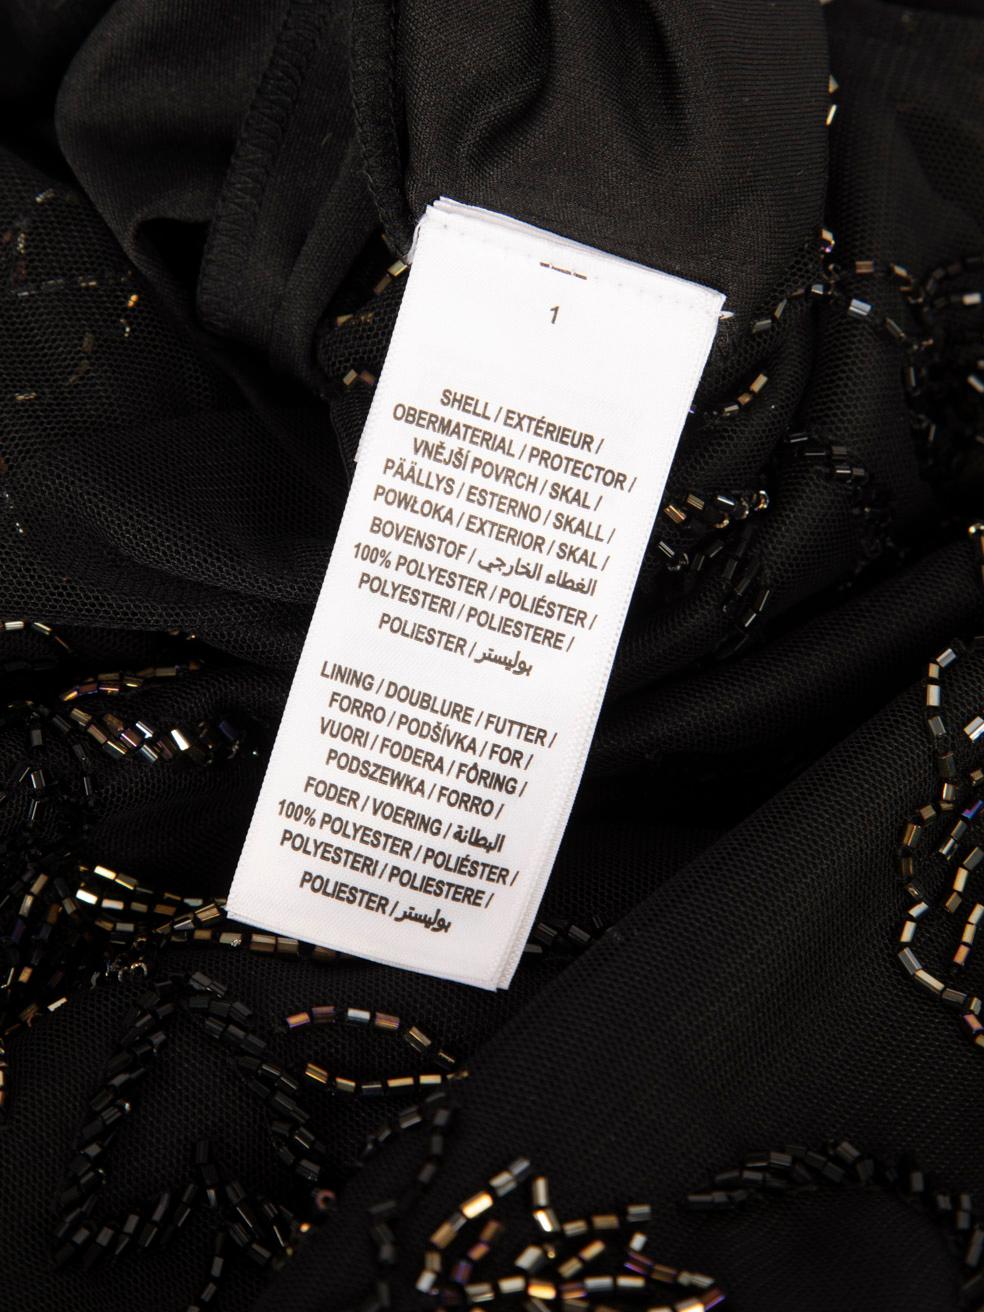 1
SHELL / EXTÉRIEUR /
OBERMATERIAL / PROTECTOR /
VNĚJŠÍ POVRCH / SKAL /
PÄÄLLYS / ESTERNO / SKALL /
POWŁOKA / EXTERIOR / SKAL /
BOVENSTOF / الغطاء الخارجي
100% POLYESTER / POLIÉSTER /
POLYESTERI / POLIESTERE /
POLIESTER / بوليستر
LINING / DOUBLURE / FUTTER /
FORRO / PODŠÍVKA / FOR /
VUORI / FODERA / FÔRING /
PODSZEWKA / FORRO /
FODER / VOERING / البطانة
100% POLYESTER / POLIÉSTER /
POLYESTERI / POLIESTERE /
POLIESTER / بوليستر